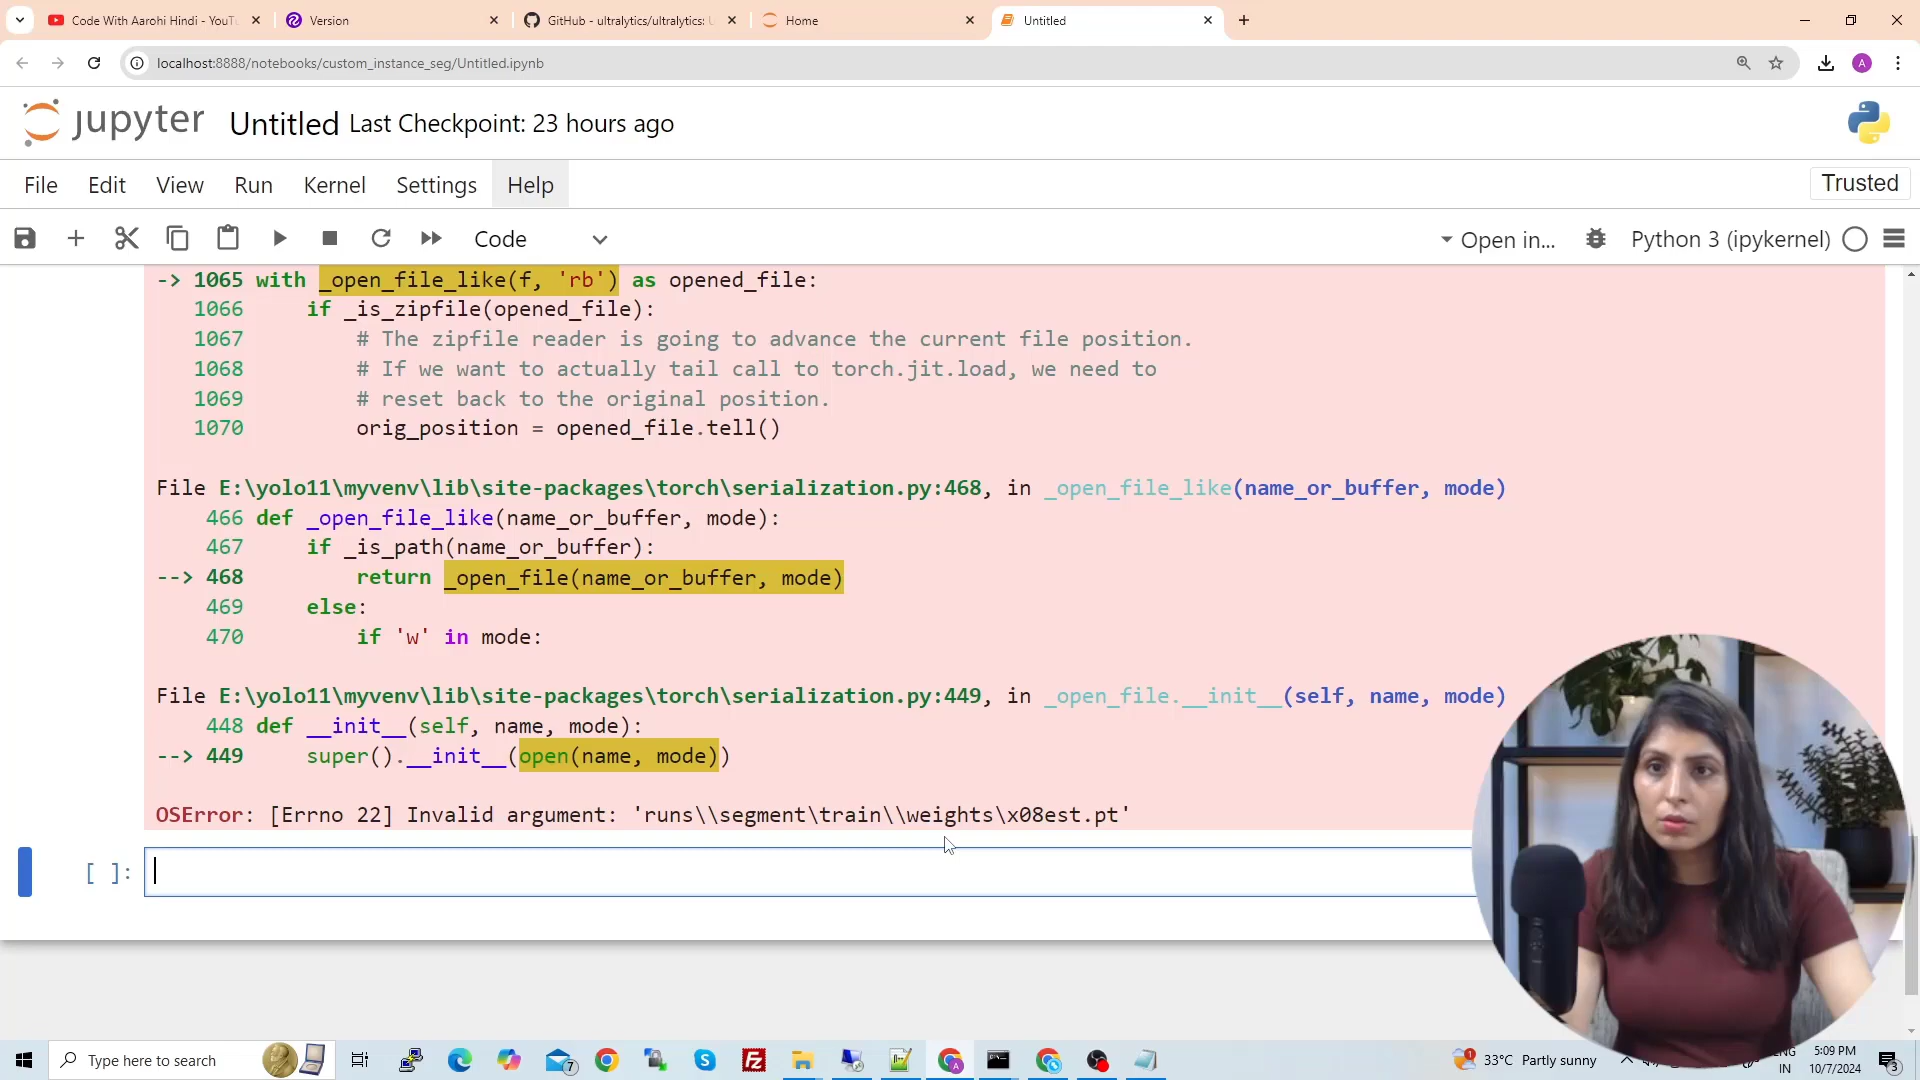 Code With Aarohi Hindi - YouTu
Version
GitHub - ultralytics/ultralytics: U
Home
Untitled
localhost:8888/notebooks/custom_instance_seg/Untitled.ipynb
A
jupyter Untitled Last Checkpoint: 23 hours ago
File Edit View Run Kernel Settings Help
Trusted
Code
Open in...
Python 3 (ipykernel)
-> 1065 with _open_file_like(f, 'rb') as opened_file:
1066 if _is_zipfile(opened_file):
1067 # The zipfile reader is going to advance the current file position.
1068 # If we want to actually tail call to torch.jit.load, we need to
1069 # reset back to the original position.
1070 orig_position = opened_file.tell()
File E:\yolo11\myvenv\lib\site-packages\torch\serialization.py:468, in _open_file_like(name_or_buffer, mode)
466 def _open_file_like(name_or_buffer, mode):
467 if _is_path(name_or_buffer):
--> 468 return _open_file(name_or_buffer, mode)
469 else:
470 if 'w' in mode:
File E:\yolo11\myvenv\lib\site-packages\torch\serialization.py:449, in _open_file.__init__(self, name, mode)
448 def __init__(self, name, mode):
--> 449 super().__init__(open(name, mode))
OSError: [Errno 22] Invalid argument: 'runs\\segment\train\\weights\x08est.pt'
[ ]:
Type here to search
7
33°C Partly sunny
ENG
IN
5:09 PM
10/7/2024
3